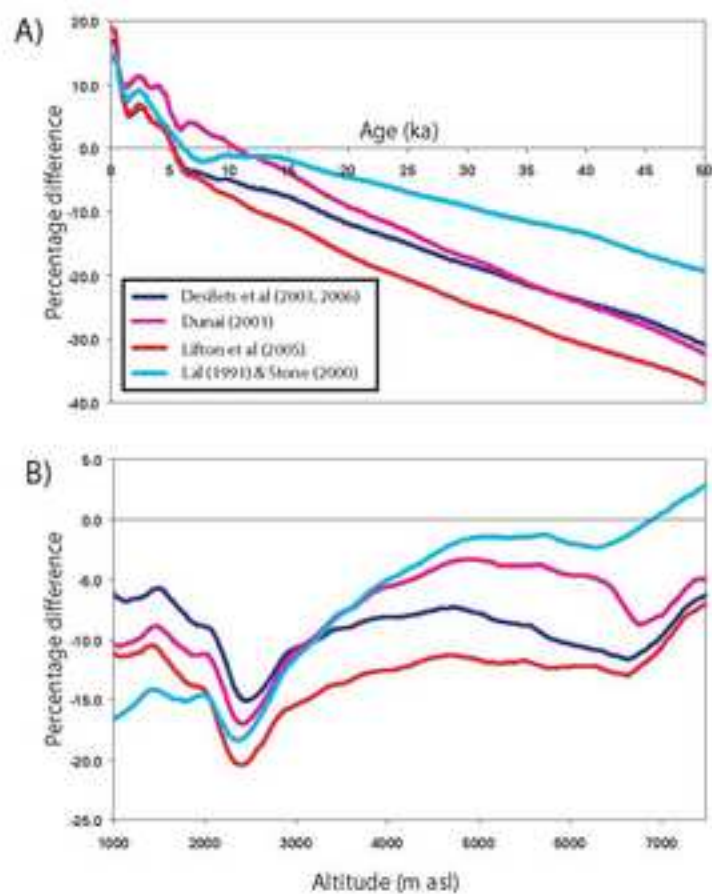 A)
20.0
10.0
0.0
-10.0
-20.0
-30.0
-40.0
Percentage difference
Age (ka)
0 5 10 15 20 25 30 35 40 45 50
Desilets et al (2003, 2006)
Dunai (2001)
Lifton et al (2005)
Lal (1991) & Stone (2000)
B)
5.0
0.0
-5.0
-10.0
-15.0
-20.0
-25.0
Percentage difference
1000 2000 3000 4000 5000 6000 7000
Altitude (m asl)